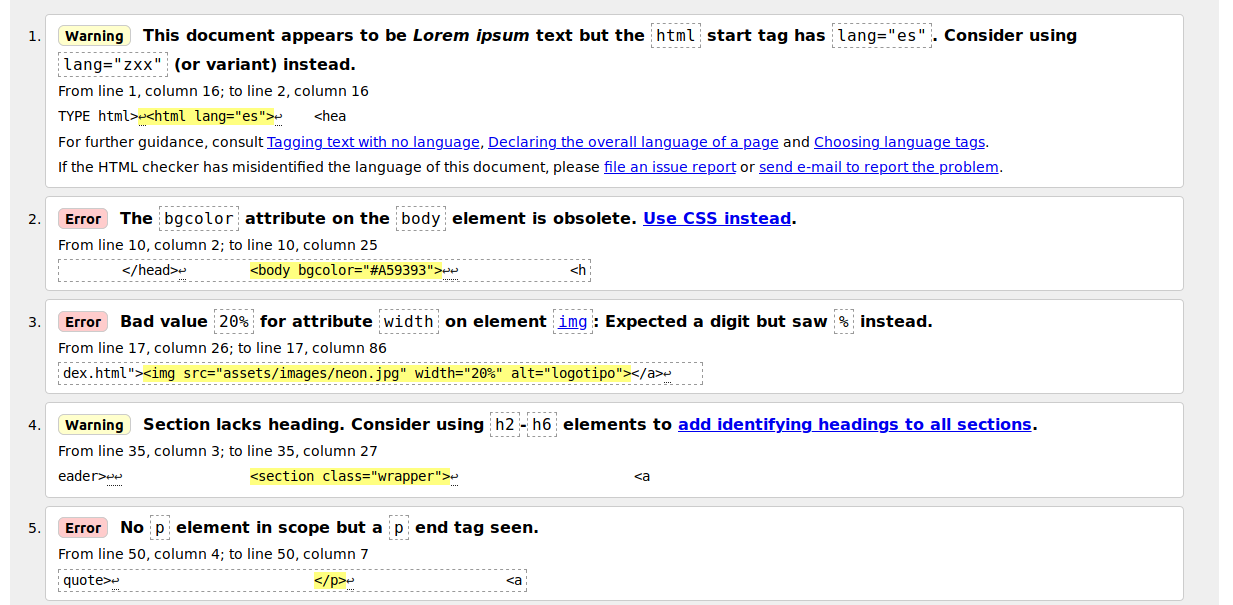 1. Warning This document appears to be Lorem ipsum text but the html start tag has lang="es". Consider using
lang="zxx" (or variant) instead.
From line 1, column 16; to line 2, column 16
TYPE html>↩<html lang="es">↩ <hea
For further guidance, consult Tagging text with no language, Declaring the overall language of a page and Choosing language tags.
If the HTML checker has misidentified the language of this document, please file an issue report or send e-mail to report the problem.
2. Error The bgcolor attribute on the body element is obsolete. Use CSS instead.
From line 10, column 2; to line 10, column 25
</head>↩ <body bgcolor="#A59393">↩↩ <h
3. Error Bad value 20% for attribute width on element img: Expected a digit but saw % instead.
From line 17, column 26; to line 17, column 86
dex.html"><img src="assets/images/neon.jpg" width="20%" alt="logotipo"></a>↩
4. Warning Section lacks heading. Consider using h2-h6 elements to add identifying headings to all sections.
From line 35, column 3; to line 35, column 27
eader>↩↩ <section class="wrapper">↩ <a
5. Error No p element in scope but a p end tag seen.
From line 50, column 4; to line 50, column 7
quote>↩ </p>↩ <a